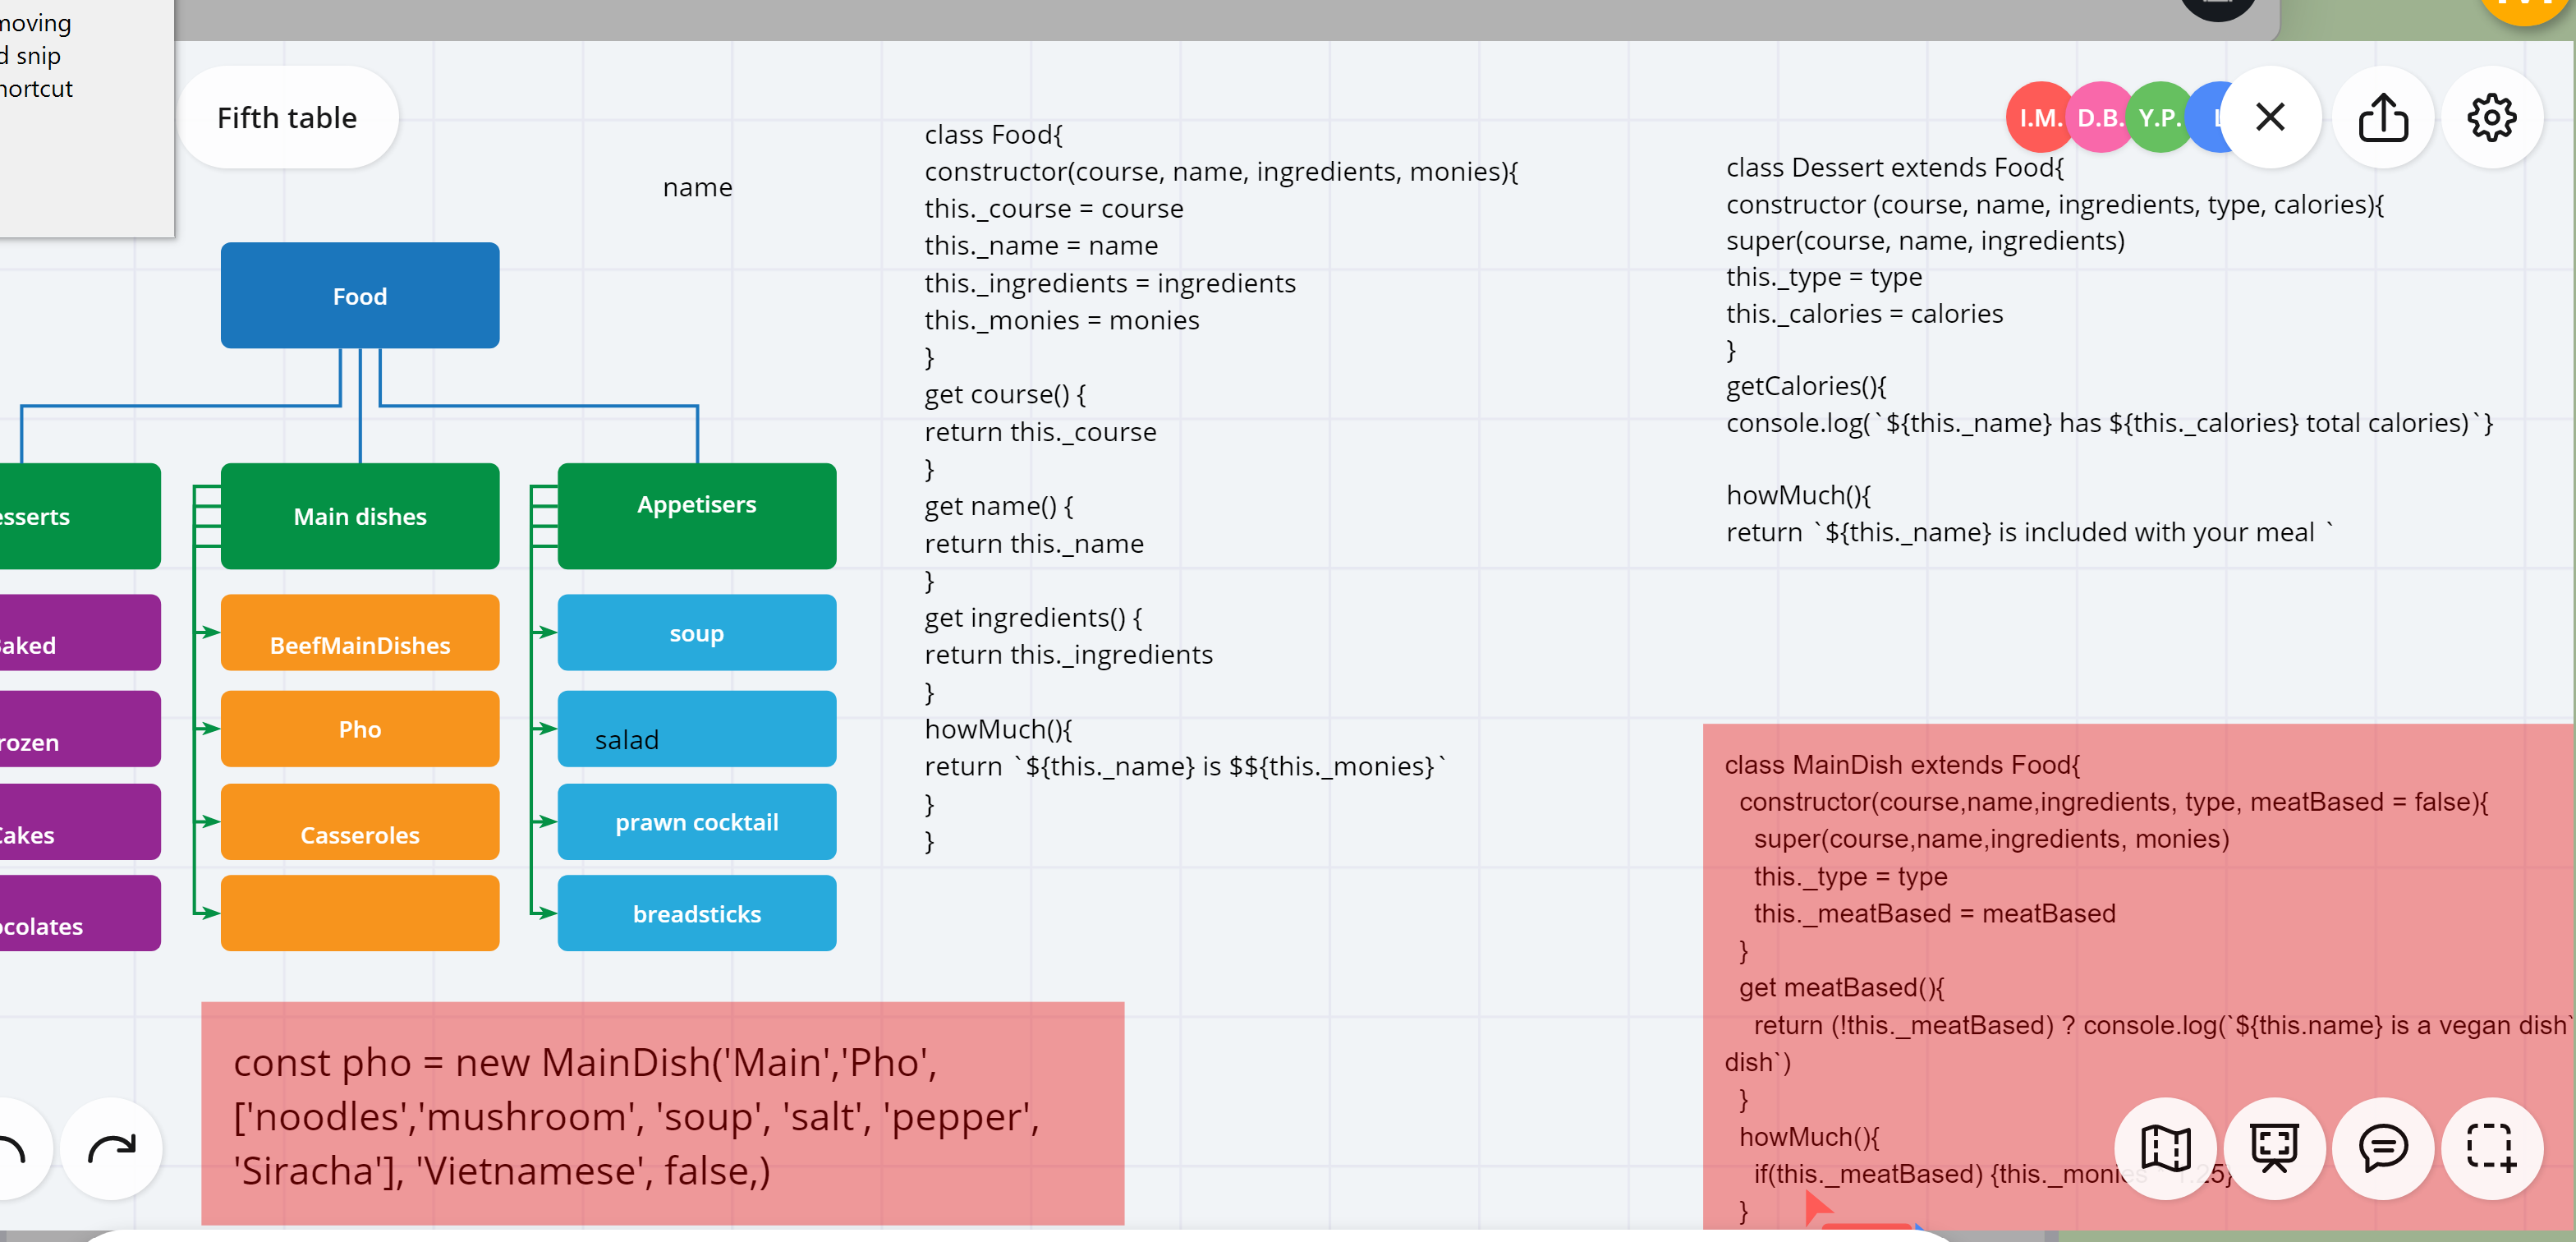 moving
d snip
hortcut
Fifth table
I.M. D.B. Y.P.
name
Food
esserts
Main dishes
Appetisers
Baked
BeefMainDishes
soup
rozen
Pho
salad
Cakes
Casseroles
prawn cocktail
ocolates
breadsticks
class Food{
constructor(course, name, ingredients, monies){
this._course = course
this._name = name
this._ingredients = ingredients
this._monies = monies
}
get course() {
return this._course
}
get name() {
return this._name
}
get ingredients() {
return this._ingredients
}
howMuch(){
return `${this._name} is $${this._monies}`
}
}
class Dessert extends Food{
constructor (course, name, ingredients, type, calories){
super(course, name, ingredients)
this._type = type
this._calories = calories
}
getCalories(){
console.log(`${this._name} has ${this._calories} total calories)`}
howMuch(){
return `${this._name} is included with your meal `
const pho = new MainDish('Main','Pho',
['noodles','mushroom', 'soup', 'salt', 'pepper',
'Siracha'], 'Vietnamese', false,)
class MainDish extends Food{
constructor(course,name,ingredients, type, meatBased = false){
super(course,name,ingredients, monies)
this._type = type
this._meatBased = meatBased
}
get meatBased(){
return (!this._meatBased) ? console.log(`${this.name} is a vegan dish`
dish`)
}
howMuch(){
if(this._meatBased) {this._monies 25}
}